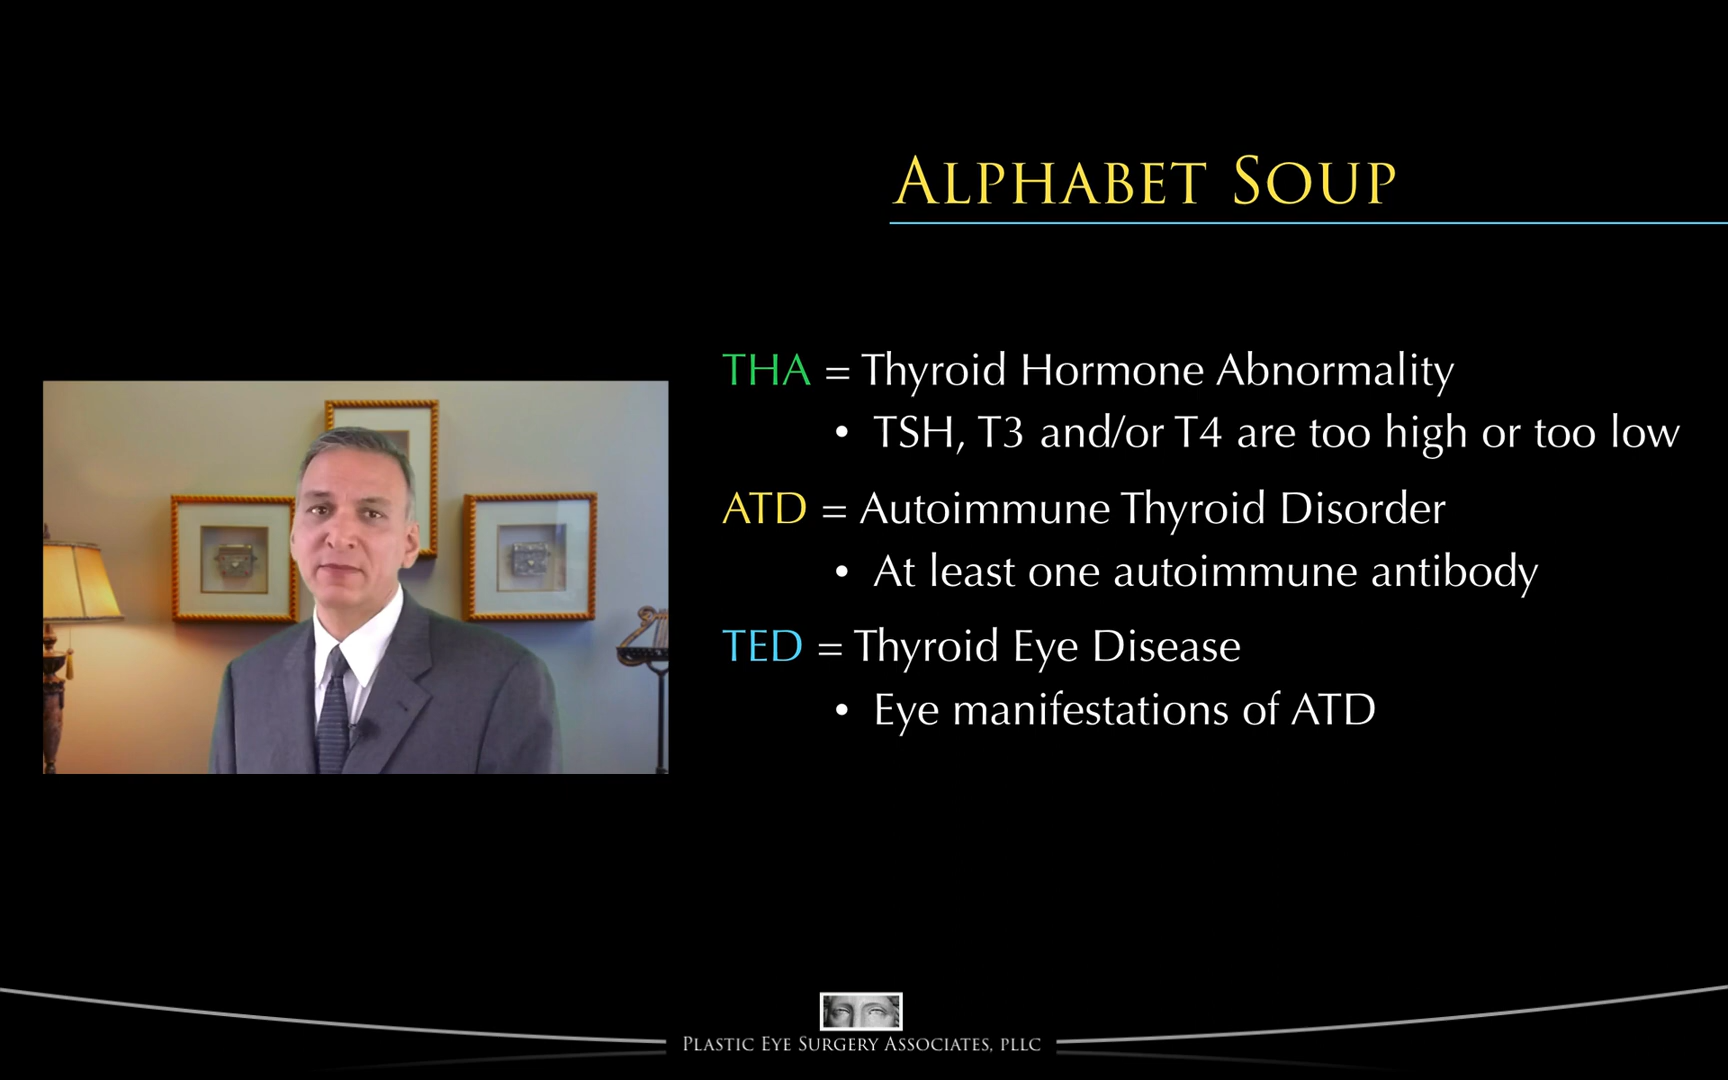 Alphabet Soup
THA = Thyroid Hormone Abnormality
• TSH, T3 and/or T4 are too high or too low
ATD = Autoimmune Thyroid Disorder
• At least one autoimmune antibody
TED = Thyroid Eye Disease
• Eye manifestations of ATD
Plastic Eye Surgery Associates, PLLC